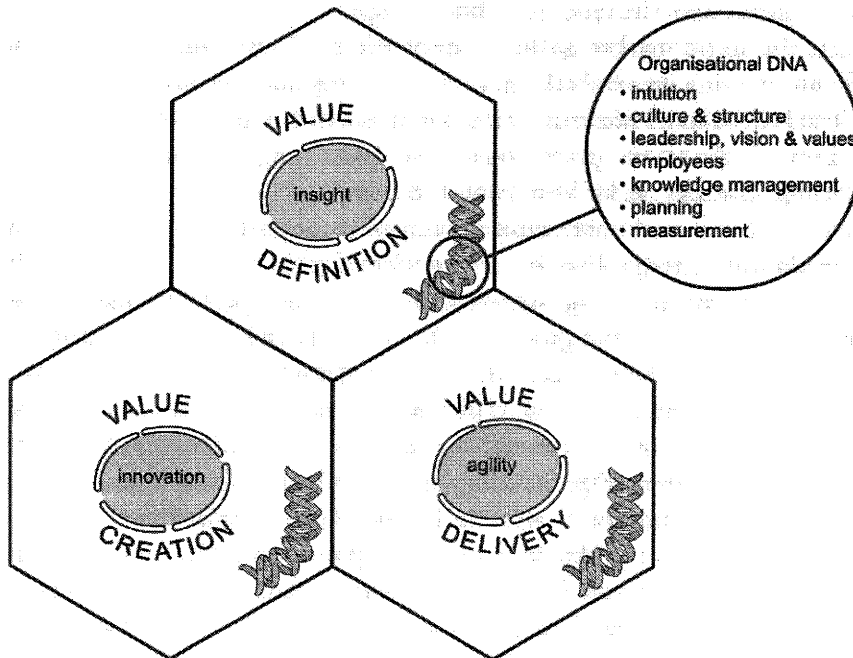 VALUE
insight
DEFINITION
Organisational DNA
• intuition
• culture & structure
• leadership, vision & values
• employees
• knowledge management
• planning
• measurement
VALUE
innovation
CREATION
VALUE
agility
DELIVERY